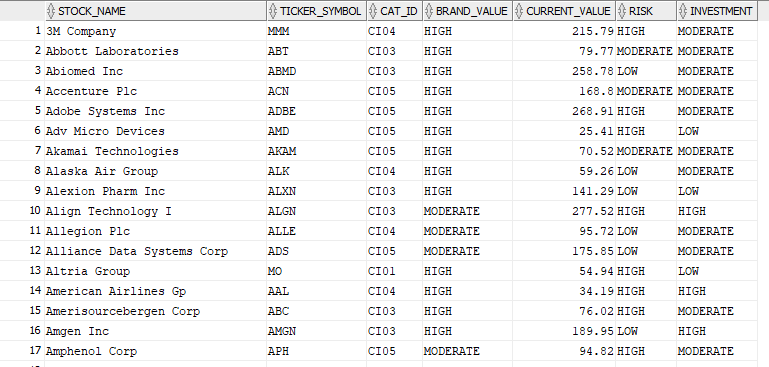 STOCK_NAME TICKER_SYMBOL CAT_ID BRAND_VALUE CURRENT_VALUE RISK INVESTMENT
1 3M Company MMM CI04 HIGH 215.79 HIGH MODERATE
2 Abbott Laboratories ABT CI03 HIGH 79.77 MODERATE MODERATE
3 Abiomed Inc ABMD CI03 HIGH 258.78 LOW MODERATE
4 Accenture Plc ACN CI05 HIGH 168.8 MODERATE MODERATE
5 Adobe Systems Inc ADBE CI05 HIGH 268.91 HIGH MODERATE
6 Adv Micro Devices AMD CI05 HIGH 25.41 HIGH LOW
7 Akamai Technologies AKAM CI05 HIGH 70.52 MODERATE MODERATE
8 Alaska Air Group ALK CI04 HIGH 59.26 LOW MODERATE
9 Alexion Pharm Inc ALXN CI03 HIGH 141.29 LOW LOW
10 Align Technology I ALGN CI03 MODERATE 277.52 HIGH HIGH
11 Allegion Plc ALLE CI04 MODERATE 95.72 LOW MODERATE
12 Alliance Data Systems Corp ADS CI05 MODERATE 175.85 LOW MODERATE
13 Altria Group MO CI01 HIGH 54.94 HIGH LOW
14 American Airlines Gp AAL CI04 HIGH 34.19 HIGH HIGH
15 Amerisourcebergen Corp ABC CI03 HIGH 76.02 HIGH MODERATE
16 Amgen Inc AMGN CI03 HIGH 189.95 LOW HIGH
17 Amphenol Corp APH CI05 MODERATE 94.82 HIGH MODERATE